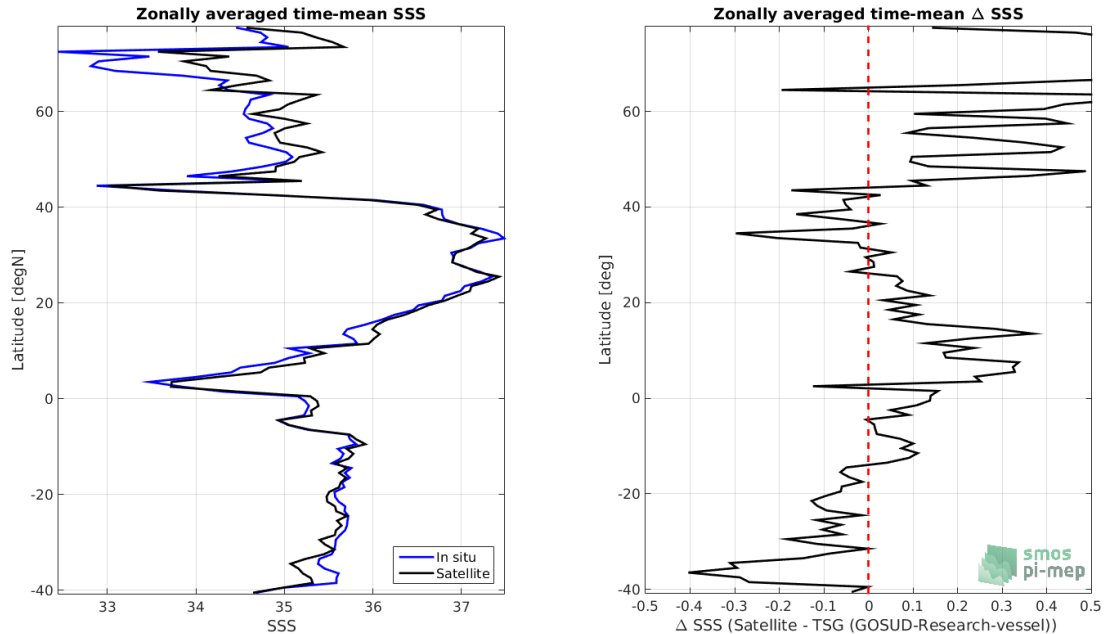 Zonally averaged time-mean SSS
60
40
20
0
-20
-40
Latitude [degN]
33
34
35
36
37
SSS
In situ
Satellite
Zonally averaged time-mean Δ SSS
60
40
20
0
-20
-40
Latitude [deg]
-0.5
-0.4
-0.3
-0.2
-0.1
0
0.1
0.2
0.3
0.4
0.5
Δ SSS (Satellite - TSG (GOSUD-Research-vessel))
smos
pi-mep